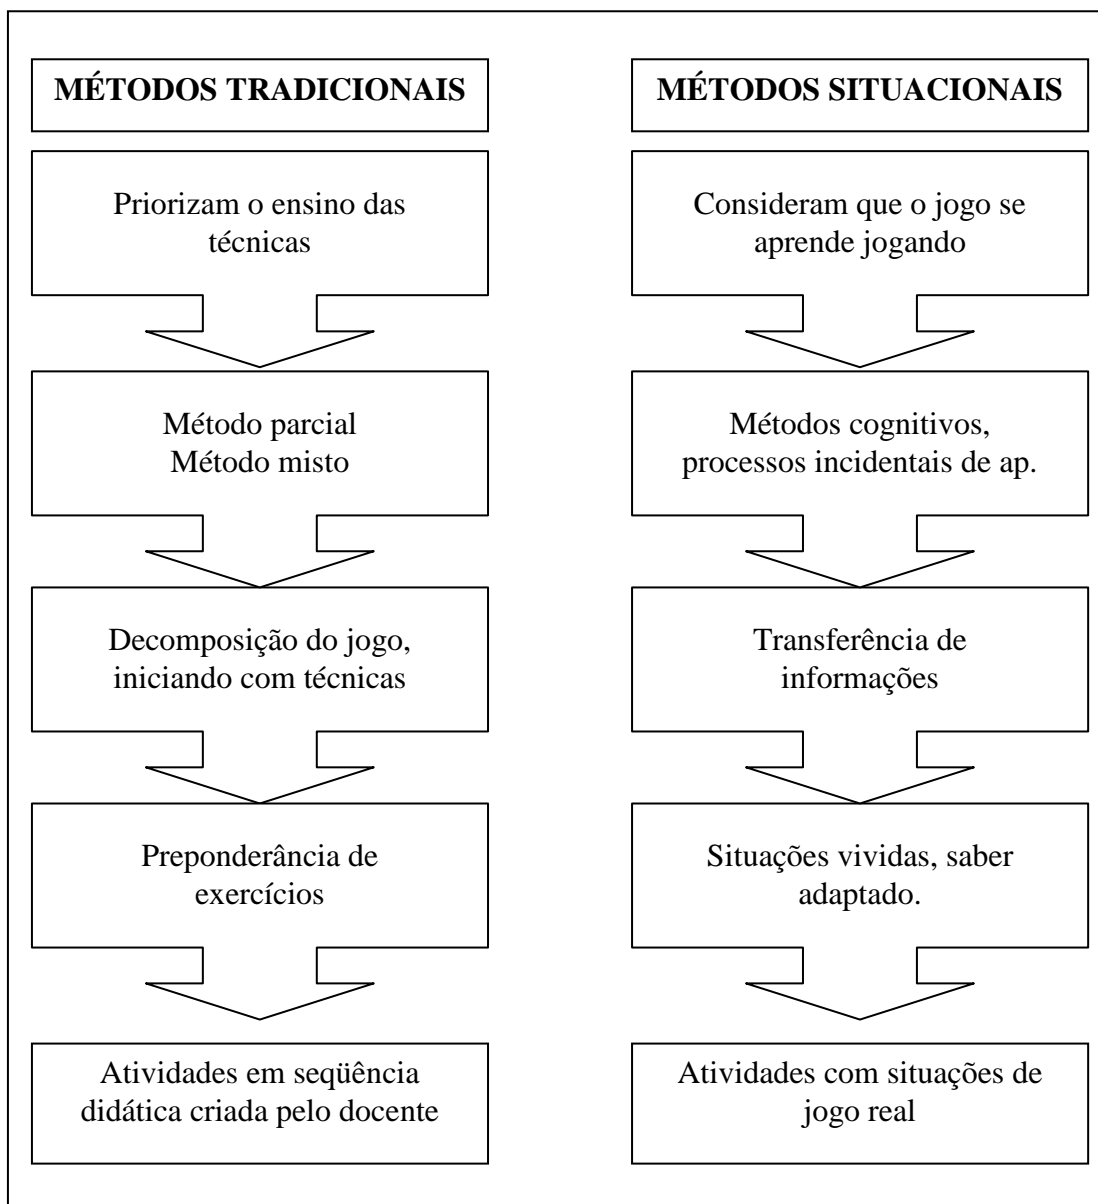 MÉTODOS TRADICIONAIS
Priorizam o ensino das
técnicas
Método parcial
Método misto
Decomposição do jogo,
iniciando com técnicas
Preponderância de
exercícios
Atividades em seqüência
didática criada pelo docente
MÉTODOS SITUACIONAIS
Consideram que o jogo se
aprende jogando
Métodos cognitivos,
processos incidentais de ap.
Transferência de
informações
Situações vividas, saber
adaptado.
Atividades com situações de
jogo real